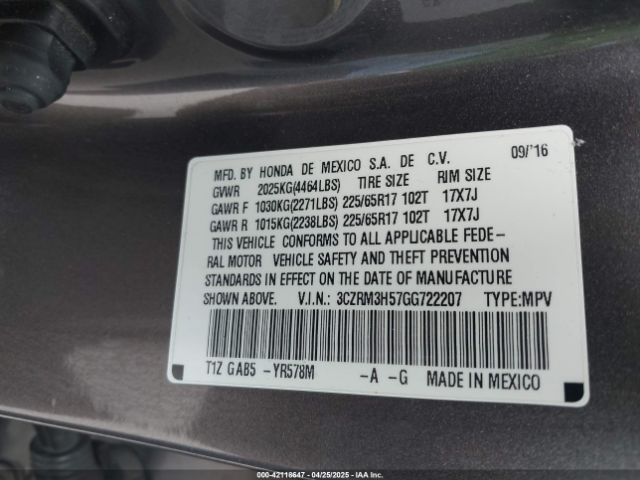 MFD. BY HONDA DE MEXICO S.A. DE C.V. 09/'16
GVWR 2025KG(4464LBS) TIRE SIZE RIM SIZE
GAWR F 1030KG(2271LBS) 225/65R17 102T 17X7J
GAWR R 1015KG(2238LBS) 225/65R17 102T 17X7J
THIS VEHICLE CONFORMS TO ALL APPLICABLE FEDE-
RAL MOTOR VEHICLE SAFETY AND THEFT PREVENTION
STANDARDS IN EFFECT ON THE DATE OF MANUFACTURE
SHOWN ABOVE. V.I.N.: 3CZRM3H57GG722207 TYPE:MPV
T1Z GAB5 -YR578M -A -G MADE IN MEXICO
000-42118647 - 04/25/2025 - IAA Inc.